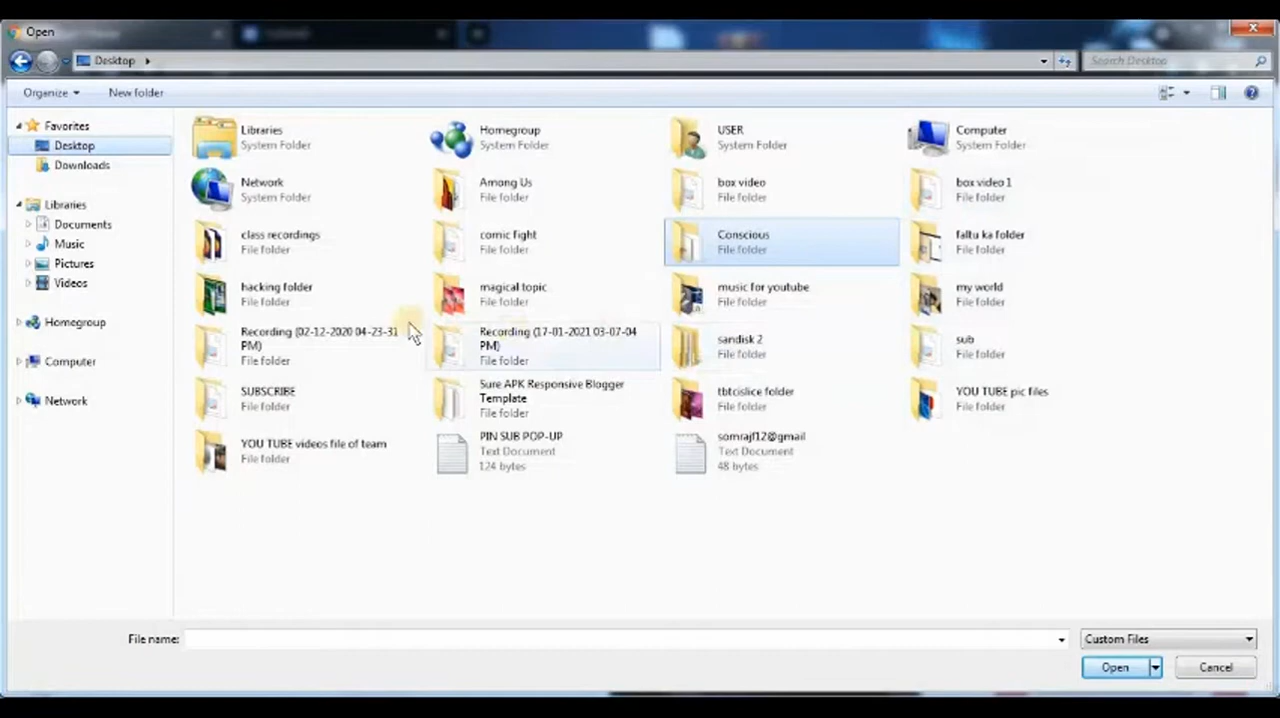 Open
Desktop
Search Desktop
Organize
New folder
Favorites
Desktop
Downloads
Libraries
Documents
Music
Pictures
Videos
Homegroup
Computer
Network
Libraries
System Folder
Homegroup
System Folder
USER
System Folder
Computer
System Folder
Network
System Folder
Among Us
File folder
box video
File folder
box video 1
File folder
class recordings
File folder
comic fight
File folder
Conscious
File folder
faltu ka folder
File folder
hacking folder
File folder
magical topic
File folder
music for youtube
File folder
my world
File folder
Recording (02-12-2020 04-23-31
PM)
File folder
Recording (17-01-2021 03-07-04
PM)
File folder
sandisk 2
File folder
sub
File folder
SUBSCRIBE
File folder
Sure APK Responsive Blogger
Template
File folder
tbtcislice folder
File folder
YOU TUBE pic files
File folder
YOU TUBE videos file of team
File folder
PIN SUB POP-UP
Text Document
124 bytes
somrajf12@gmail
Text Document
48 bytes
File name:
Custom Files
Open
Cancel